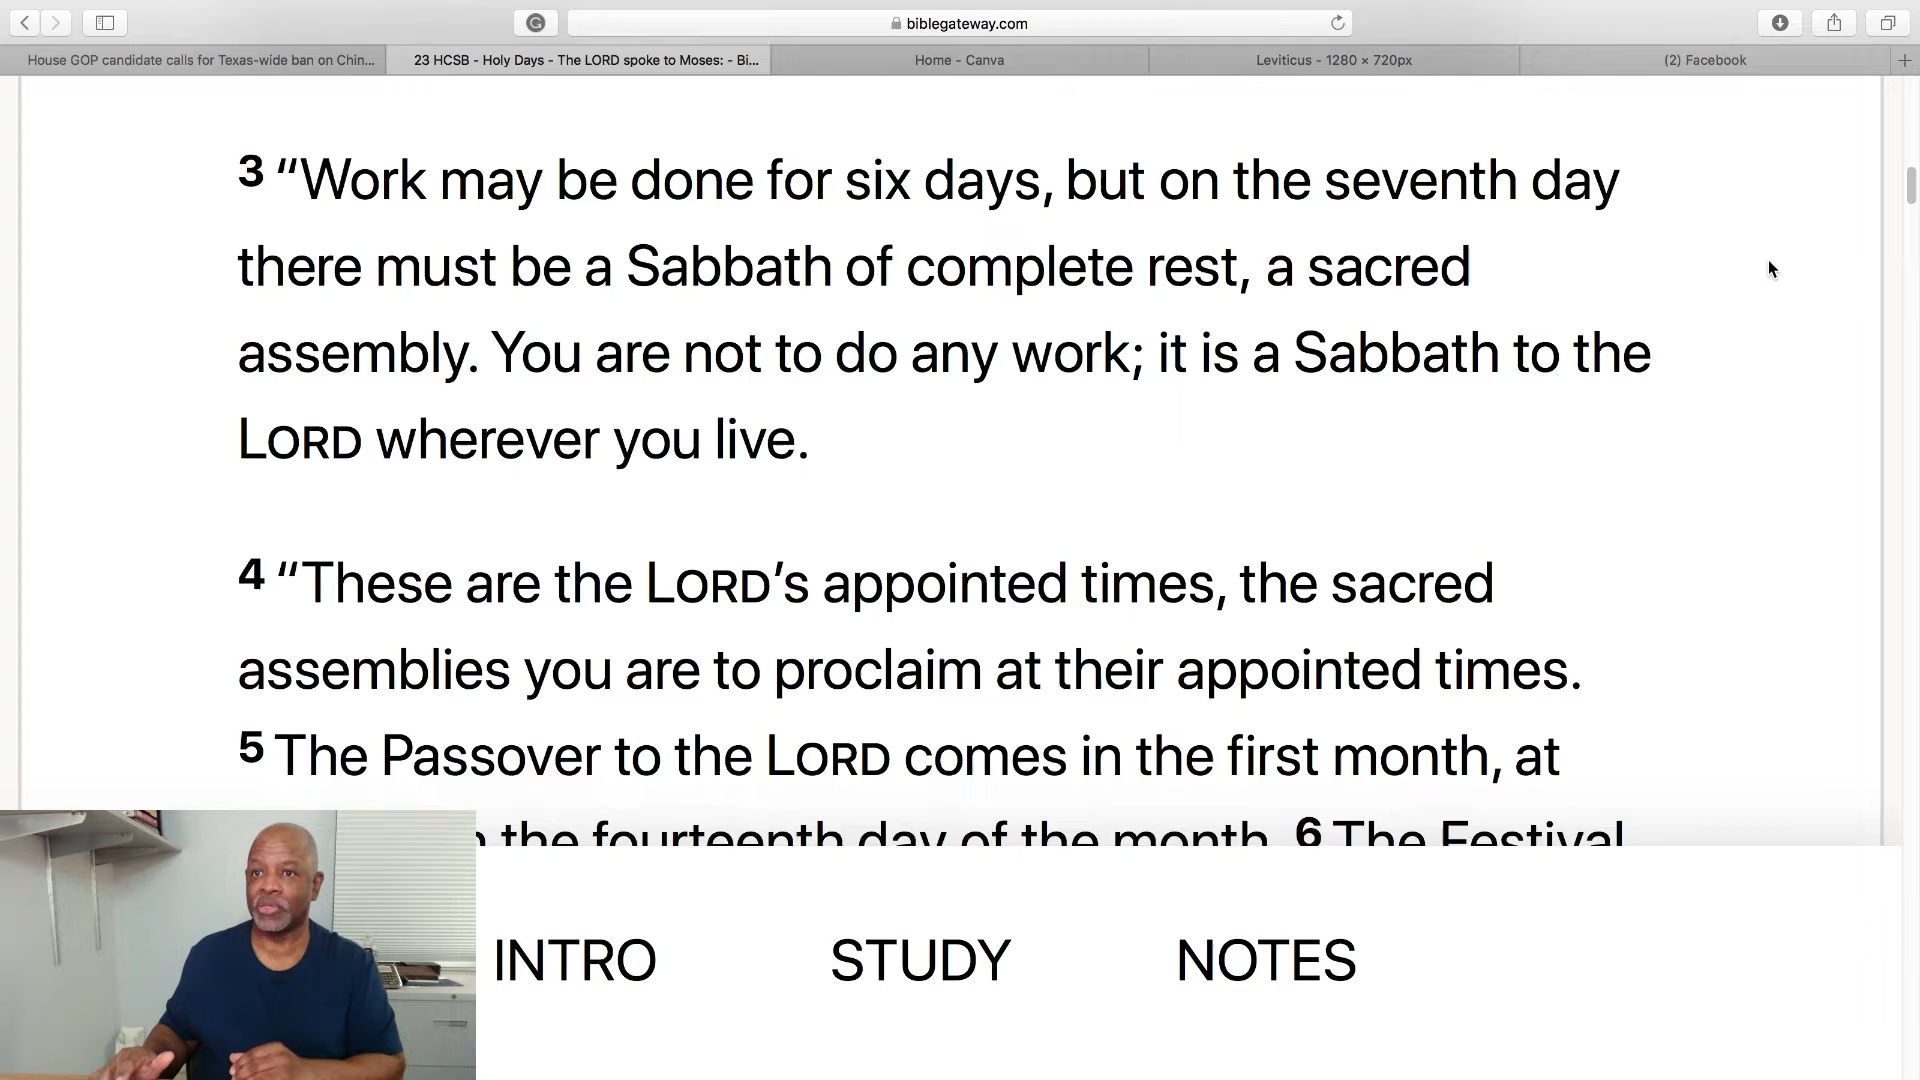 biblegateway.com
House GOP candidate calls for Texas-wide ban on Chin...
23 HCSB - Holy Days - The LORD spoke to Moses: - Bi...
Home - Canva
Leviticus - 1280 × 720px
(2) Facebook
3 “Work may be done for six days, but on the seventh day
there must be a Sabbath of complete rest, a sacred
assembly. You are not to do any work; it is a Sabbath to the
LORD wherever you live.
4 “These are the LORD’s appointed times, the sacred
assemblies you are to proclaim at their appointed times.
5 The Passover to the LORD comes in the first month, at
the fourteenth day of the month. 6 The Festival
INTRO
STUDY
NOTES